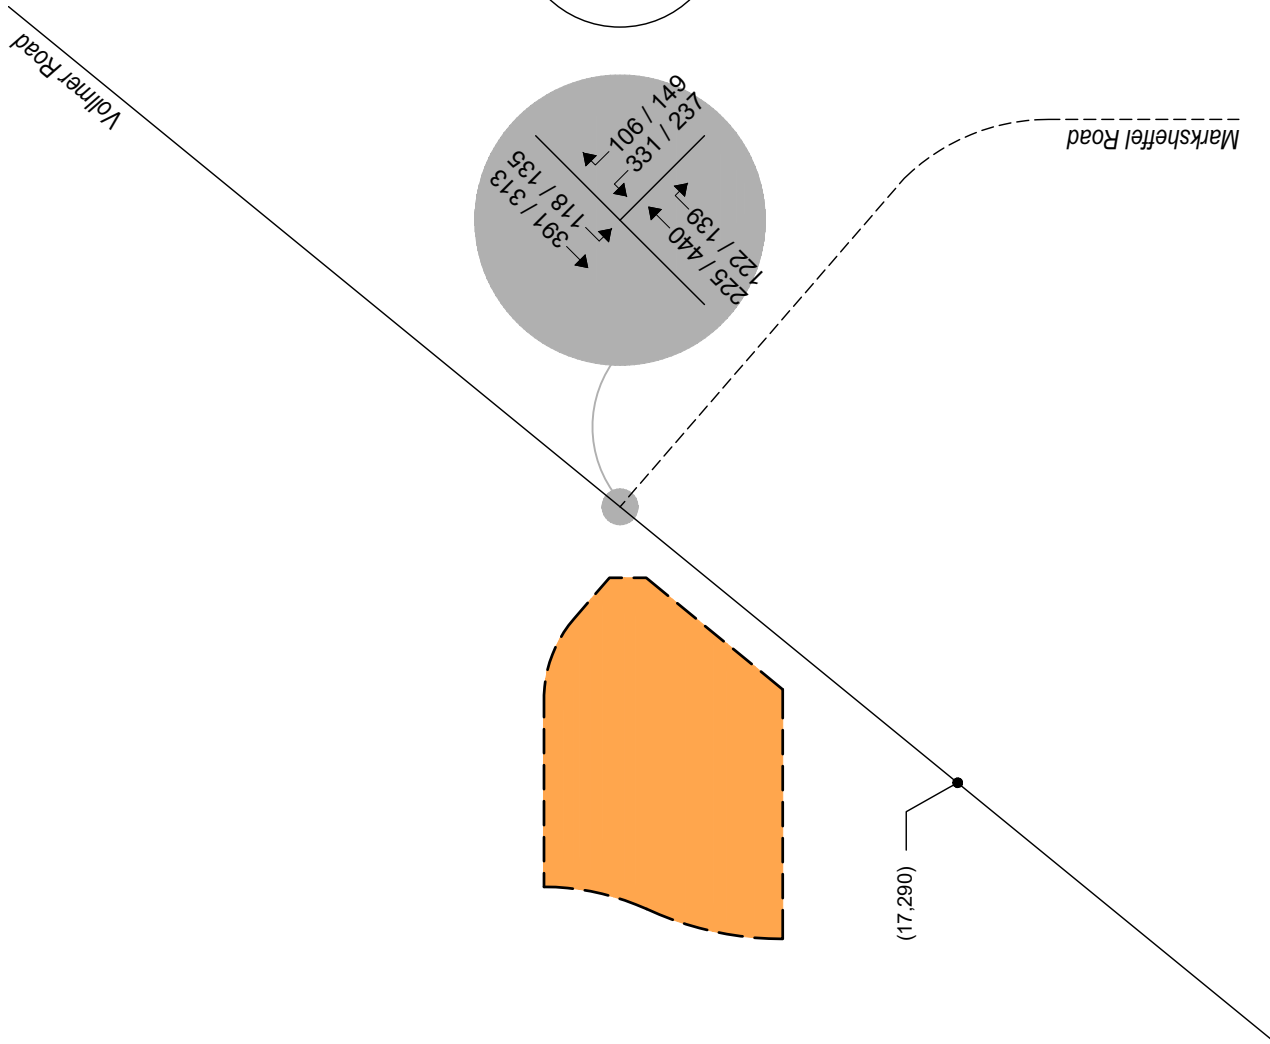 Vollmer Road
Marksheffel Road
106 / 149
331 / 237
118 / 135
391 / 313
225 / 440
122 / 139
(17,290)